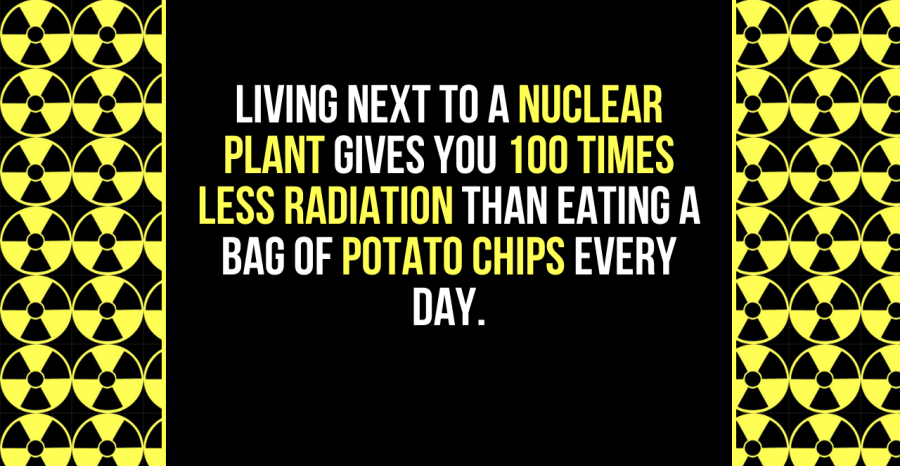 LIVING NEXT TO A NUCLEAR
PLANT GIVES YOU 100 TIMES
LESS RADIATION THAN EATING A
BAG OF POTATO CHIPS EVERY
DAY.